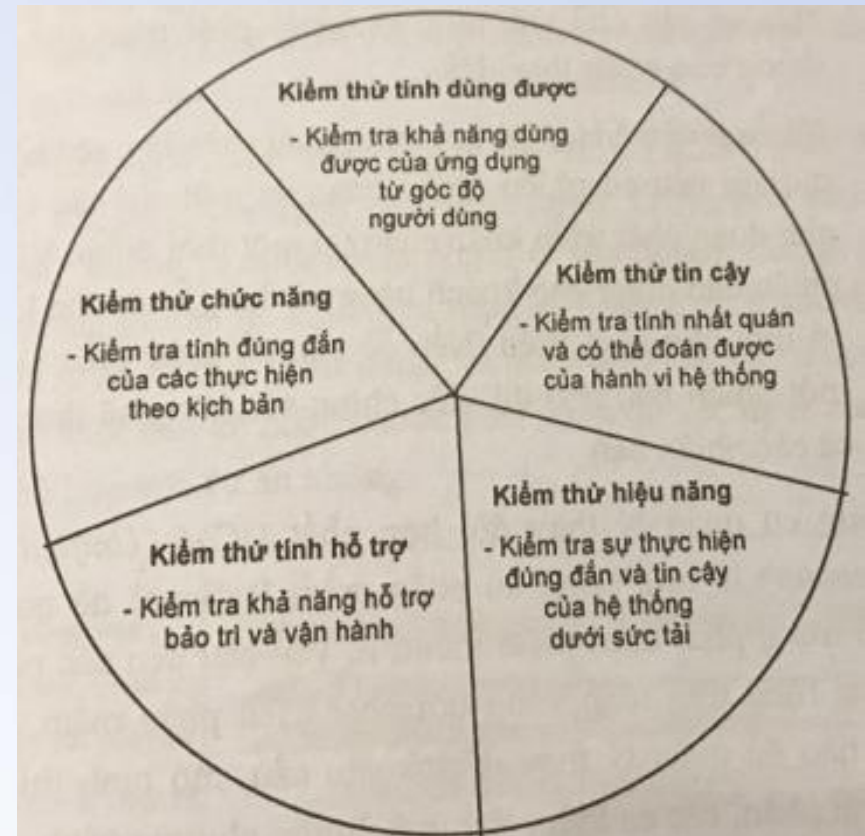 Kiểm thử tính dùng được
- Kiểm tra khả năng dùng
được của ứng dụng
từ góc độ
người dùng
Kiểm thử tin cậy
- Kiểm tra tính nhất quán
và có thể đoán được
của hành vi hệ thống
Kiểm thử chức năng
- Kiểm tra tính đúng đắn
của các thực hiện
theo kịch bản
Kiểm thử hiệu năng
- Kiểm tra sự thực hiện
đúng đắn và tin cậy
của hệ thống
dưới sức tải
Kiểm thử tính hỗ trợ
- Kiểm tra khả năng hỗ trợ
bảo trì và vận hành